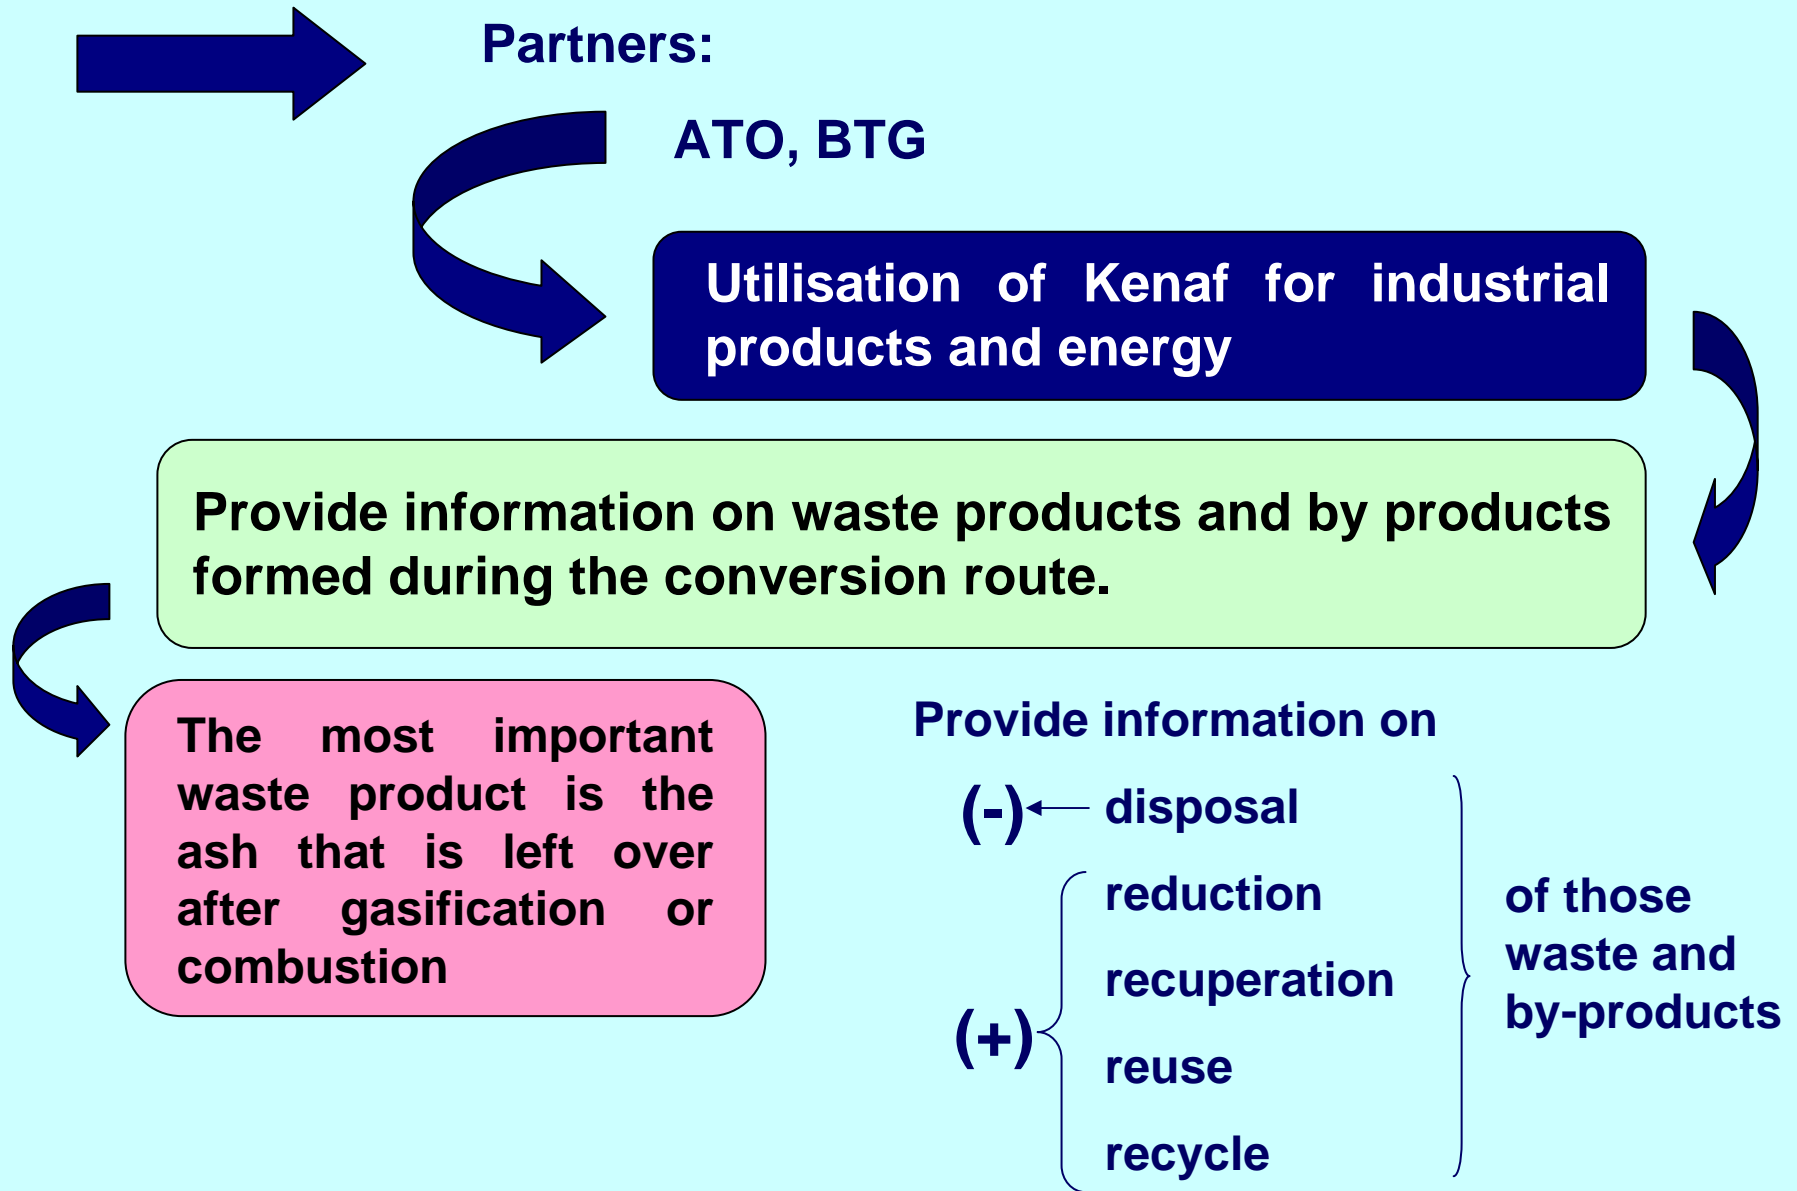 Partners:
ATO, BTG
Utilisation of Kenaf for industrial
products and energy
Provide information on waste products and by products
formed during the conversion route.
The most important
waste product is the
ash that is left over
after gasification or
combustion
Provide information on
(-) disposal
reduction
recuperation
(+)
reuse
recycle
of those
waste and
by-products